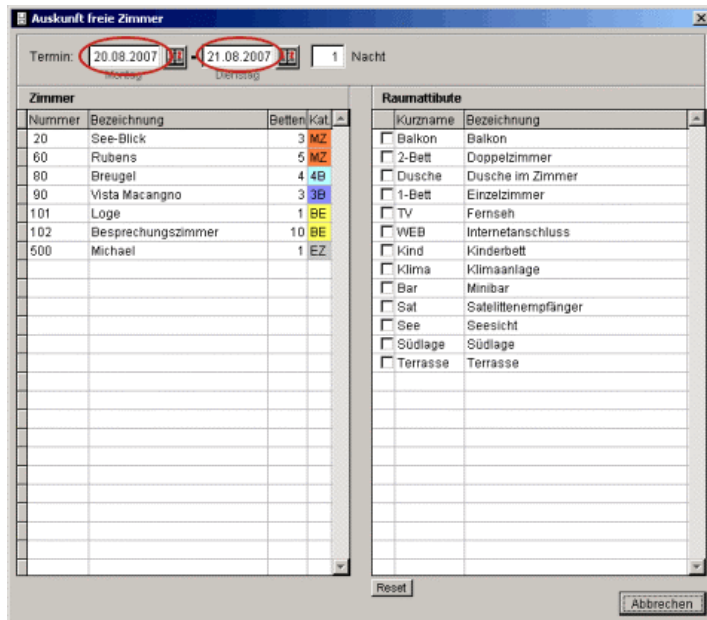 Auskunft freie Zimmer
Termin: 20.08.2007 - 21.08.2007 1 Nacht
Montag Dienstag
Zimmer
Nummer Bezeichnung Betten Kat.
20 See-Blick 3 MZ
60 Rubens 5 MZ
80 Breugel 4 4B
90 Vista Macangno 3 3B
101 Loge 1 BE
102 Besprechungszimmer 10 BE
500 Michael 1 EZ
Raumattibute
Kurzname Bezeichnung
Balkon Balkon
2-Bett Doppelzimmer
Dusche Dusche im Zimmer
1-Bett Einzelzimmer
TV Fernseh
WEB Internetanschluss
Kind Kinderbett
Klima Klimaanlage
Bar Minibar
Sat Satelittenempfänger
See Seesicht
Südlage Südlage
Terrasse Terrasse
Reset
Abbrechen